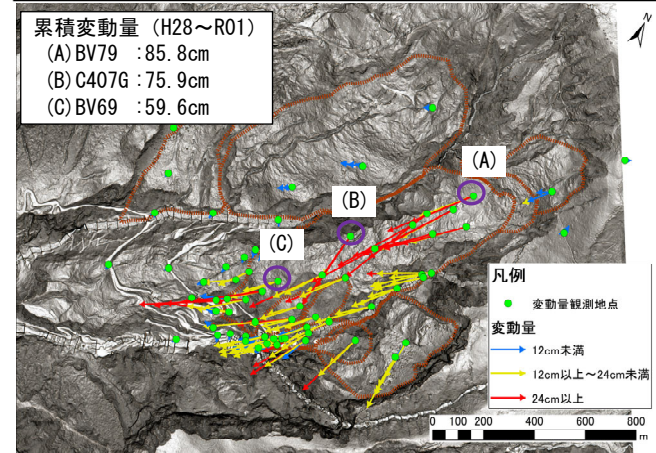 累積変動量 (H28～R01)
(A)BV79 :85.8cm
(B)C407G:75.9cm
(C)BV69 :59.6cm
N
(A)
(B)
(C)
凡例
変動量観測地点
変動量
12cm未満
12cm以上～24cm未満
24cm以上
0 100 200 400 600 800
m